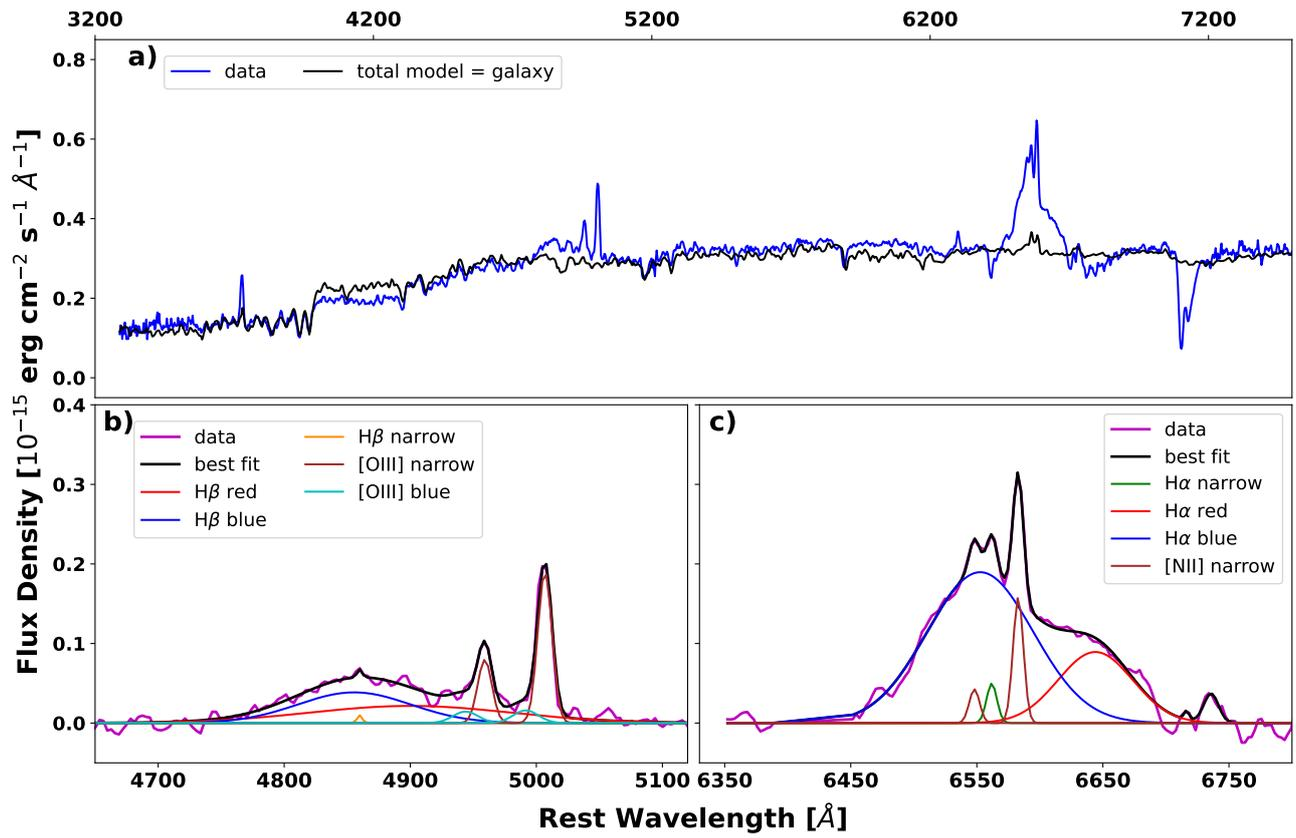 3200 4200 5200 6200 7200
a)
data
total model = galaxy
0.8
0.6
0.4
0.2
0.0
Flux Density [10⁻¹⁵ erg cm⁻² s⁻¹ Å⁻¹]
b)
data
best fit
Hβ red
Hβ blue
Hβ narrow
[OIII] narrow
[OIII] blue
0.4
0.3
0.2
0.1
0.0
4700 4800 4900 5000 5100
c)
data
best fit
Hα narrow
Hα red
Hα blue
[NII] narrow
6350 6450 6550 6650 6750
Rest Wavelength [Å]